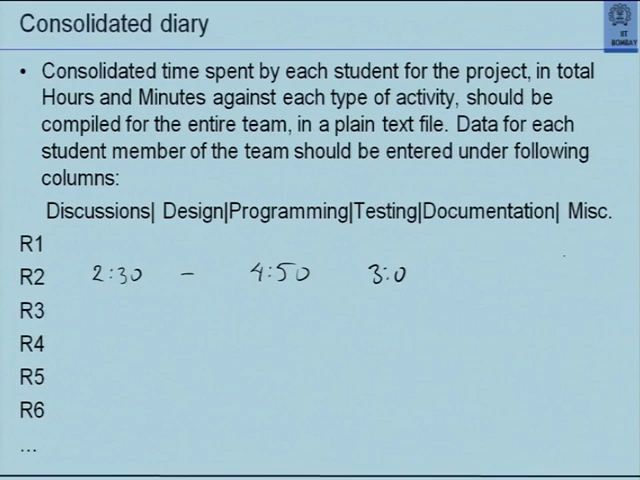 Consolidated diary
IIT
BOMBAY
• Consolidated time spent by each student for the project, in total
Hours and Minutes against each type of activity, should be
compiled for the entire team, in a plain text file. Data for each
student member of the team should be entered under following
columns:
Discussions| Design|Programming|Testing|Documentation| Misc.
R1
R2 2:30 – 4:50 3:0
R3
R4
R5
R6
...